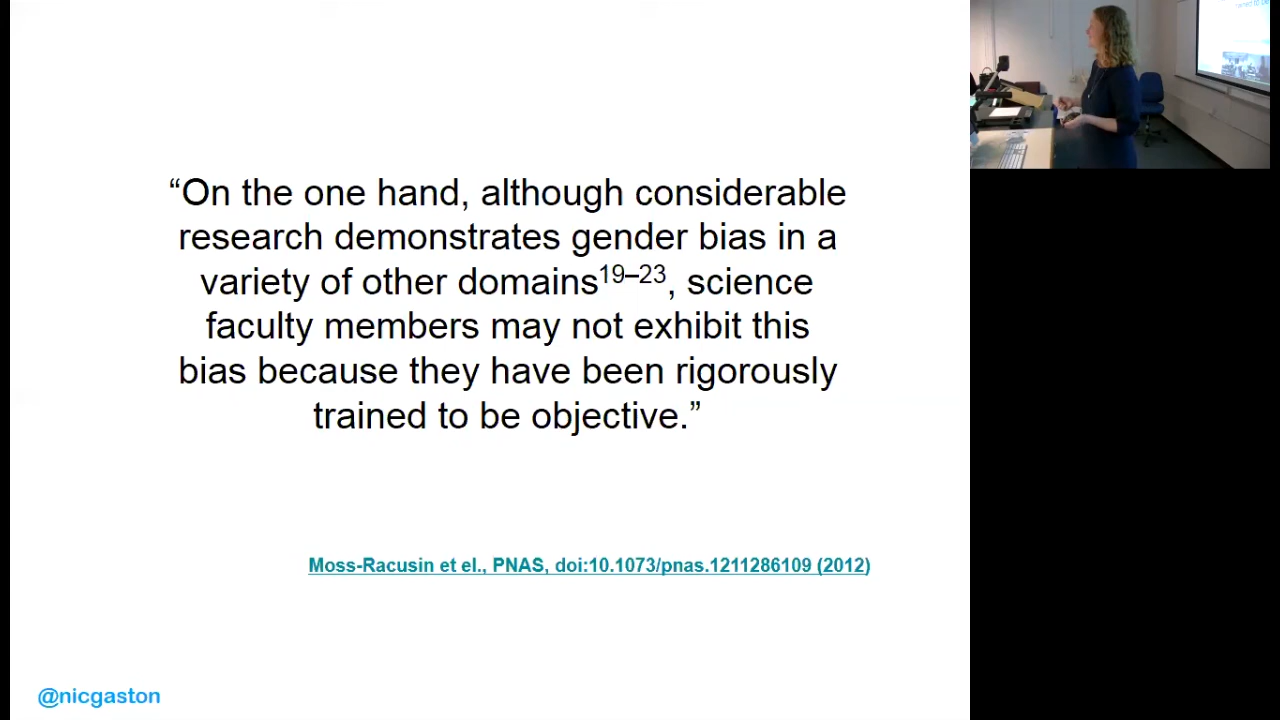 “On the one hand, although considerable
research demonstrates gender bias in a
variety of other domains19–23, science
faculty members may not exhibit this
bias because they have been rigorously
trained to be objective.”
Moss-Racusin et el., PNAS, doi:10.1073/pnas.1211286109 (2012)
@nicgaston